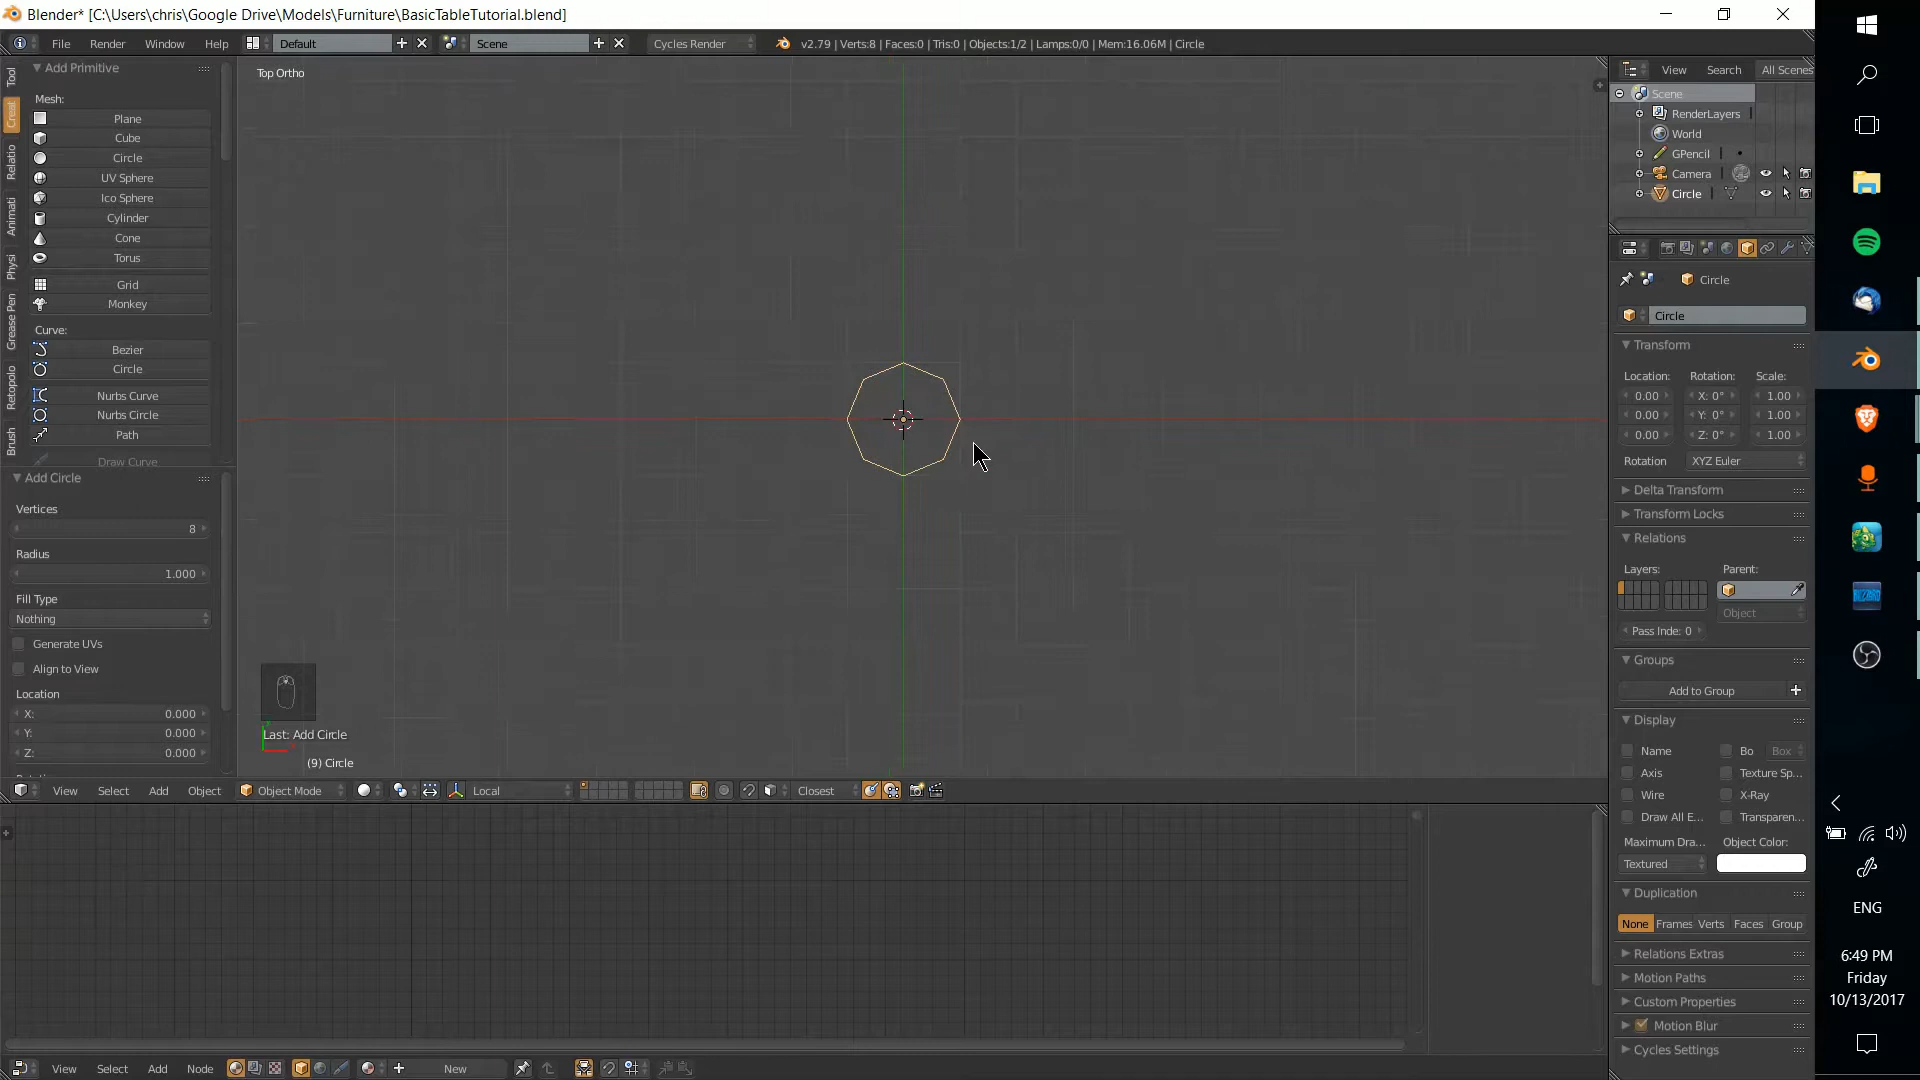 Blender* [C:\Users\chris\Google Drive\Models\Furniture\BasicTableTutorial.blend]
File Render Window Help Default Scene Cycles Render v2.79 | Verts:8 | Faces:0 | Tris:0 | Objects:1/2 | Lamps:0/0 | Mem:16.06M | Circle
Tool
Creat
Relatio
Animati
Physi
Grease Pen
Retopolo
Brush
Add Primitive
Mesh:
Plane
Cube
Circle
UV Sphere
Ico Sphere
Cylinder
Cone
Torus
Grid
Monkey
Curve:
Bezier
Circle
Nurbs Curve
Nurbs Circle
Path
Draw Curve
Add Circle
Vertices
8
Radius
1.000
Fill Type
Nothing
Generate UVs
Align to View
Location
X: 0.000
Y: 0.000
Z: 0.000
Top Ortho
Last: Add Circle
(9) Circle
View Select Add Object Object Mode Local Closest
View Select Add Node New
View Search All Scenes
Scene
RenderLayers
World
GPencil
Camera
Circle
Circle
Circle
Transform
Location: Rotation: Scale:
0.00 X: 0° 1.00
0.00 Y: 0° 1.00
0.00 Z: 0° 1.00
Rotation XYZ Euler
Delta Transform
Transform Locks
Relations
Layers: Parent:
Object
Pass Inde: 0
Groups
Add to Group
Display
Name Bo Box
Axis Texture Sp...
Wire X-Ray
Draw All E... Transparen...
Maximum Dra... Object Color:
Textured
Duplication
None Frames Verts Faces Group
Relations Extras
Motion Paths
Custom Properties
Motion Blur
Cycles Settings
ENG
6:49 PM
Friday
10/13/2017